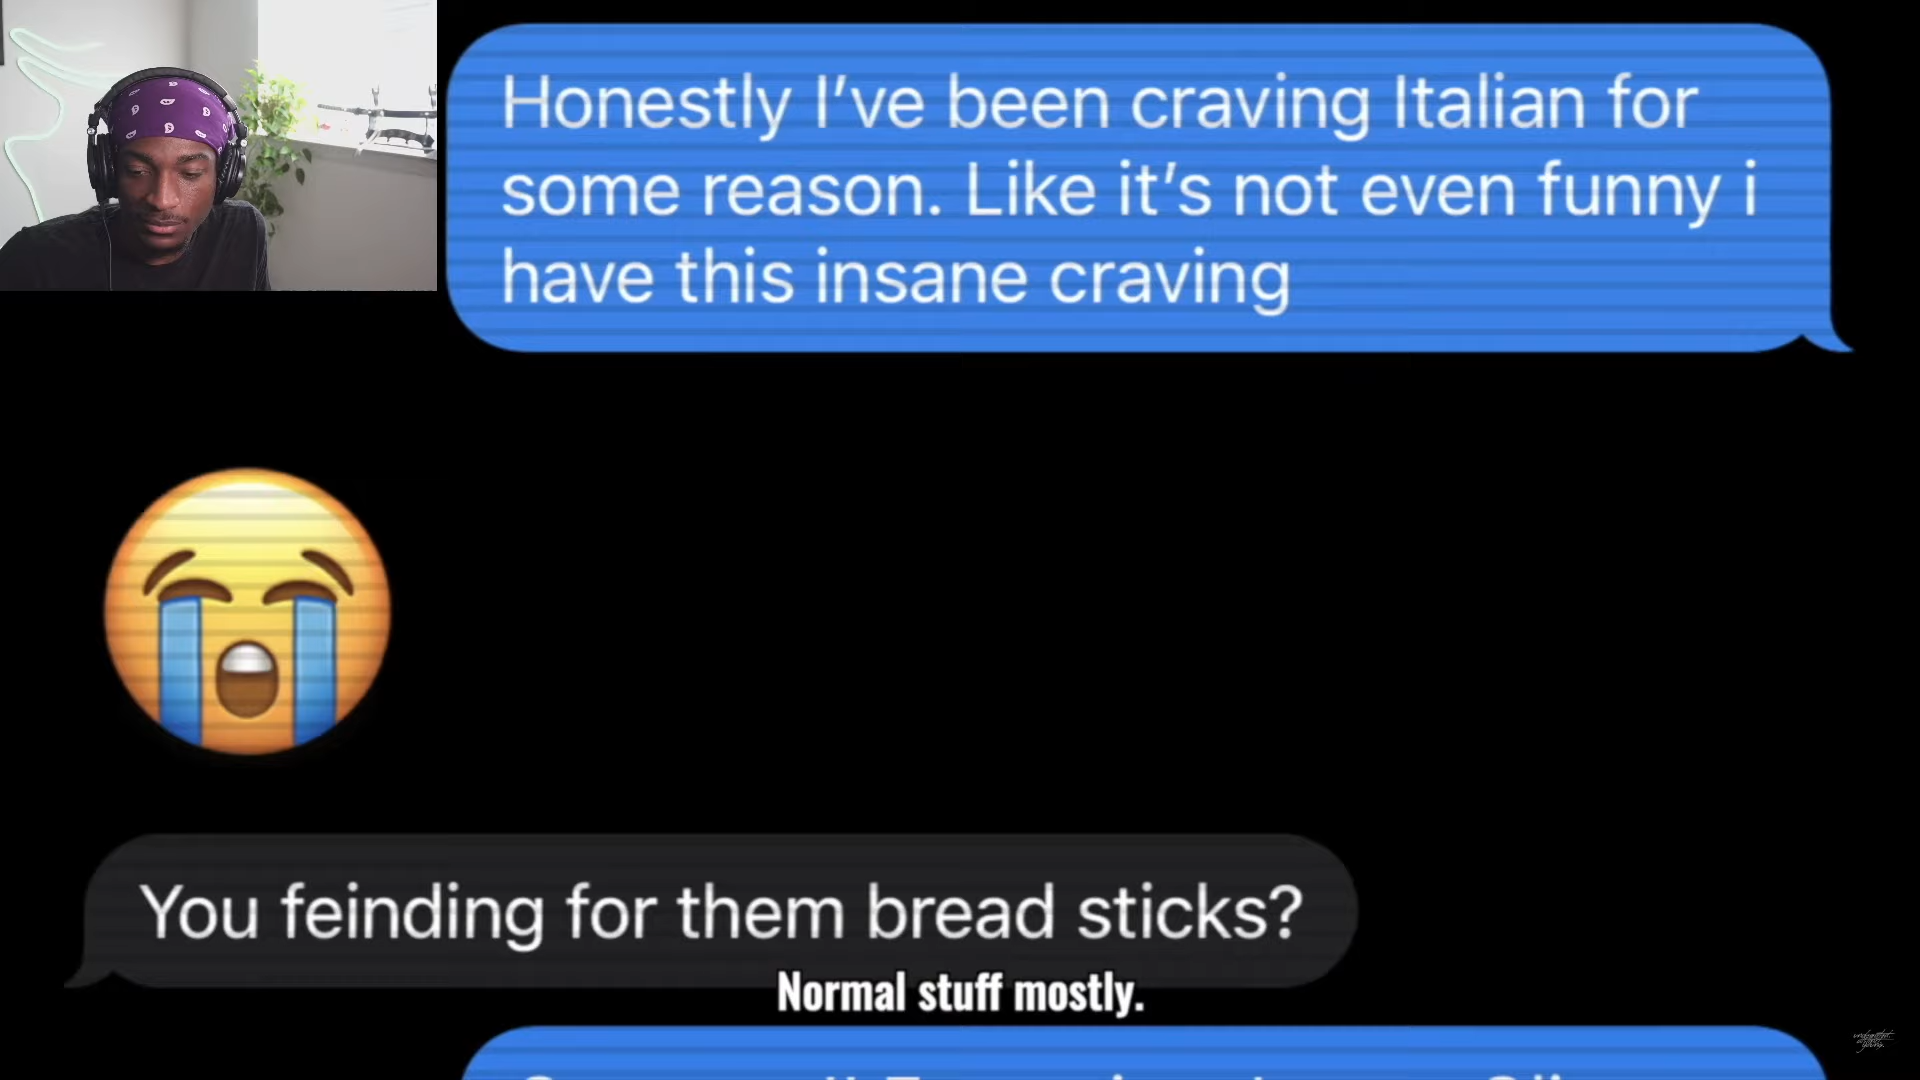 Honestly I've been craving Italian for
some reason. Like it's not even funny i
have this insane craving
You feinding for them bread sticks?
Normal stuff mostly.